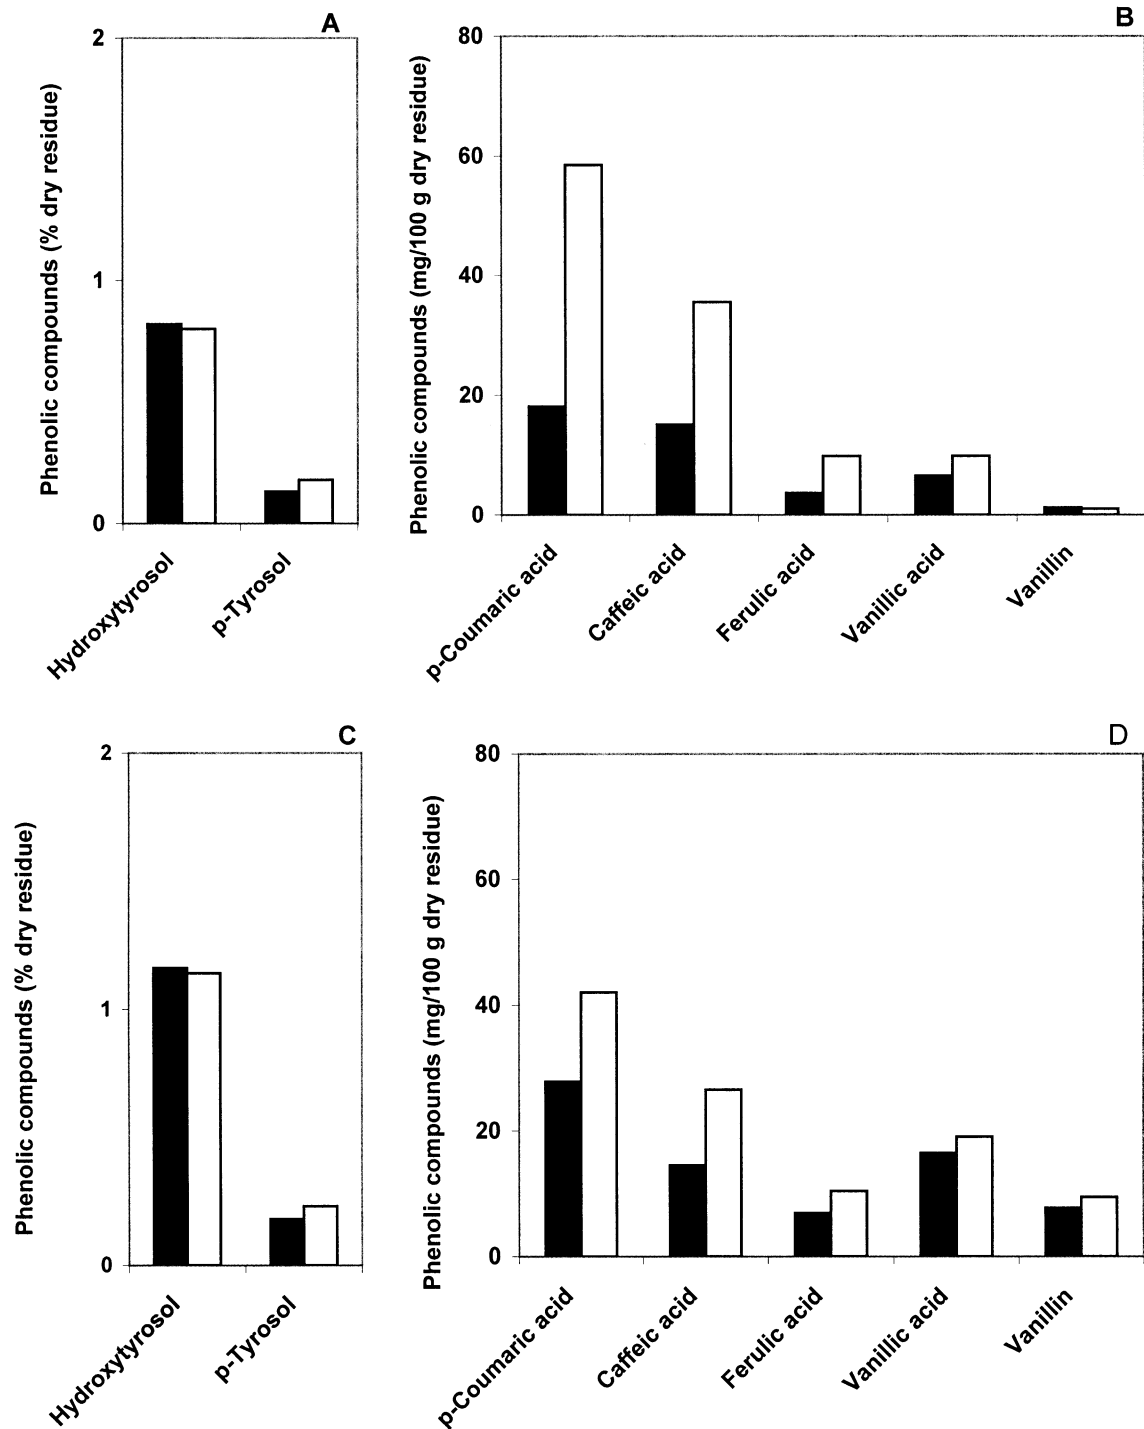 A
2
1
0
Phenolic compounds (% dry residue)
Hydroxytyrosol
p-Tyrosol
B
80
60
40
20
0
Phenolic compounds (mg/100 g dry residue)
p-Coumaric acid
Caffeic acid
Ferulic acid
Vanillic acid
Vanillin
C
2
1
0
Phenolic compounds (% dry residue)
Hydroxytyrosol
p-Tyrosol
D
80
60
40
20
0
Phenolic compounds (mg/100 g dry residue)
p-Coumaric acid
Caffeic acid
Ferulic acid
Vanillic acid
Vanillin